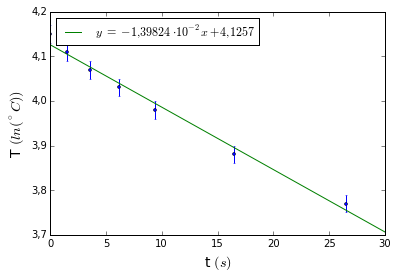 4,2
y = −1,39824 ·10⁻² x+4,1257
4,1
4,0
3,9
3,8
3,7
T (ln(°C))
0 5 10 15 20 25 30
t (s)